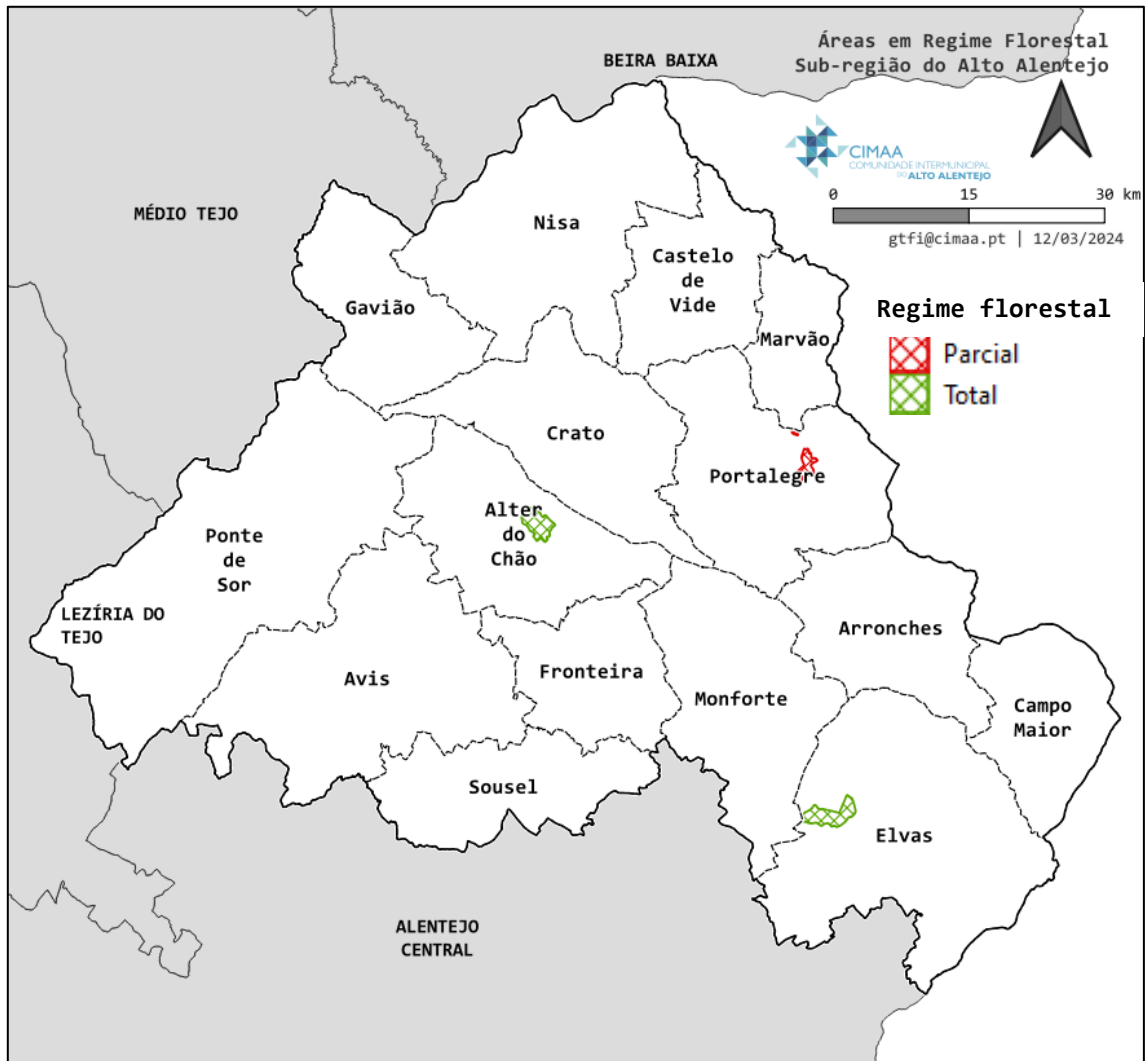 Áreas em Regime Florestal
Sub-região do Alto Alentejo
BEIRA BAIXA
CIMAA
COMUNIDADE INTERMUNICIPAL
DO ALTO ALENTEJO
0 15 30 km
gtfi@cimaa.pt | 12/03/2024
MÉDIO TEJO
Nisa
Castelo
de
Vide
Gavião
Marvão
Regime florestal
Parcial
Total
Crato
Portalegre
Alter
do
Chão
Ponte
de
Sor
LEZÍRIA DO
TEJO
Arronches
Avis
Fronteira
Monforte
Campo
Maior
Sousel
Elvas
ALENTEJO
CENTRAL